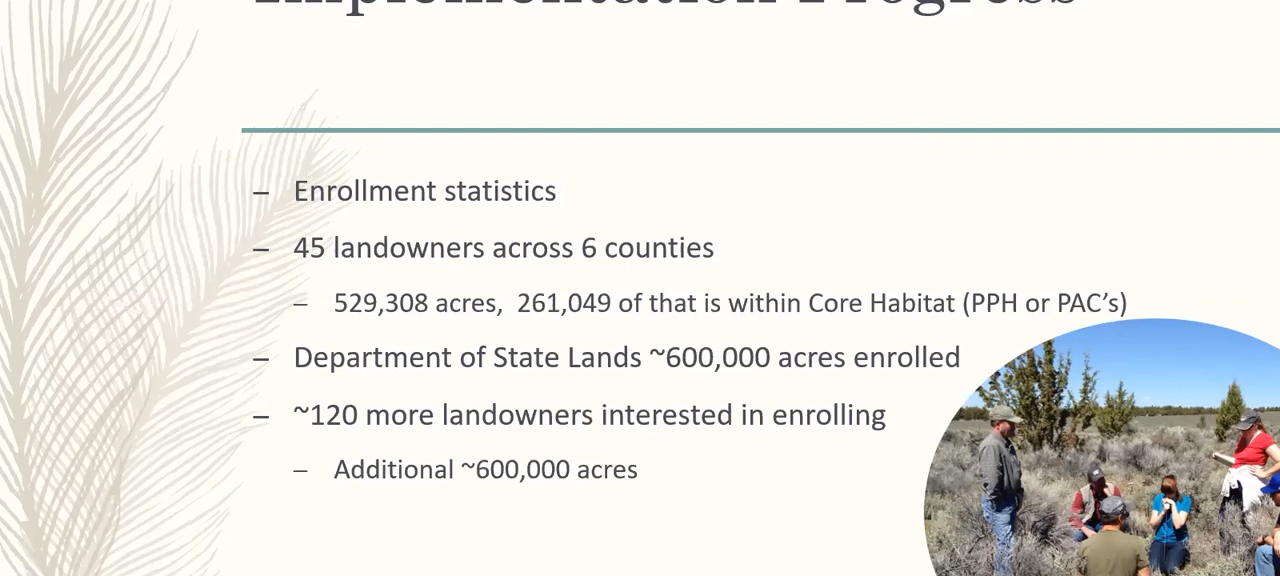 Implementation Progress
– Enrollment statistics
– 45 landowners across 6 counties
– 529,308 acres, 261,049 of that is within Core Habitat (PPH or PAC’s)
– Department of State Lands ~600,000 acres enrolled
– ~120 more landowners interested in enrolling
– Additional ~600,000 acres